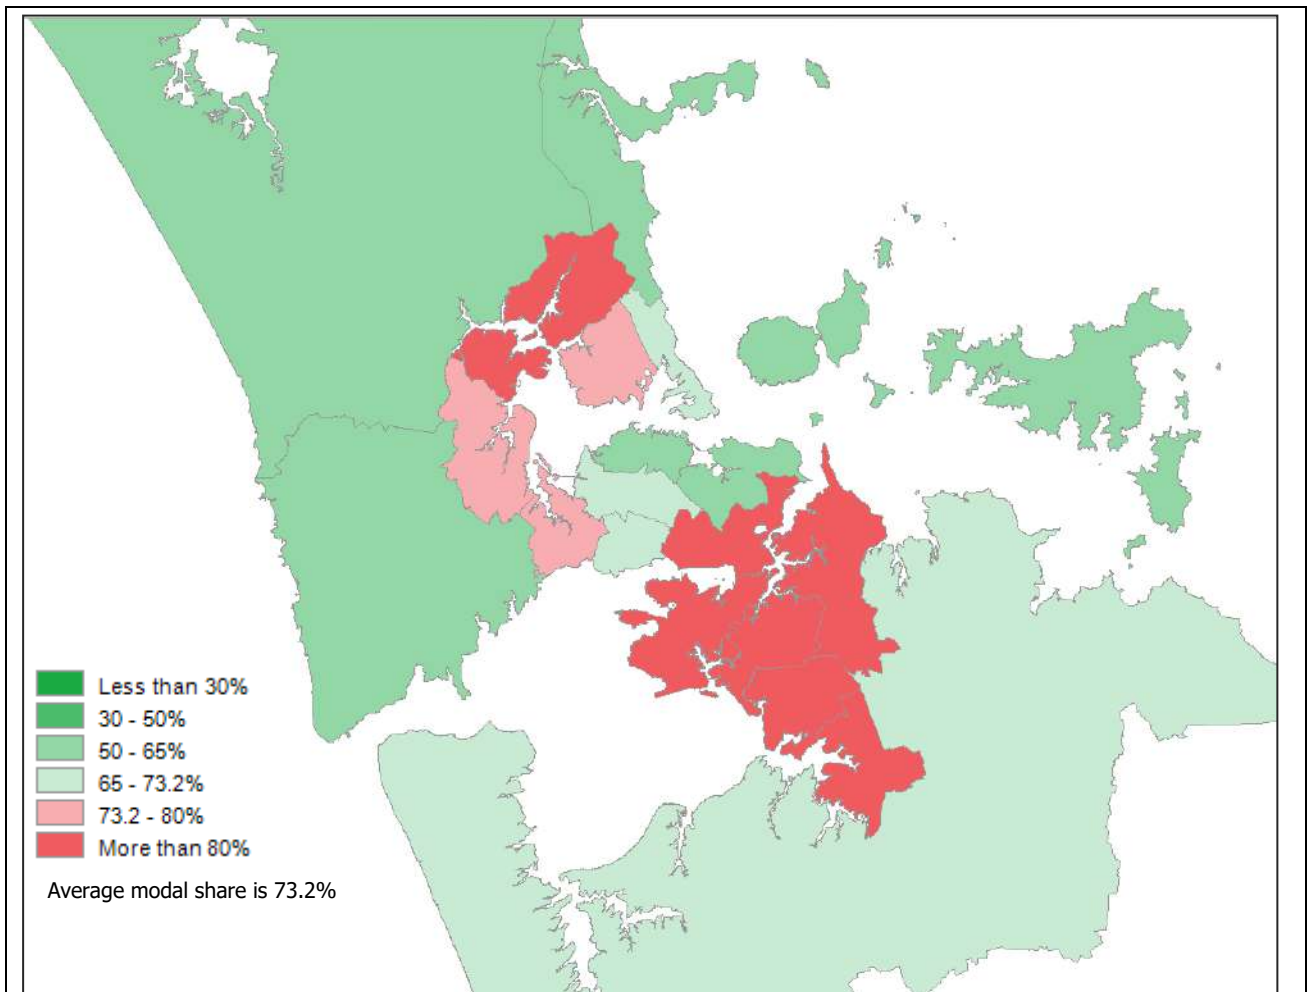 Less than 30%
30 - 50%
50 - 65%
65 - 73.2%
73.2 - 80%
More than 80%
Average modal share is 73.2%